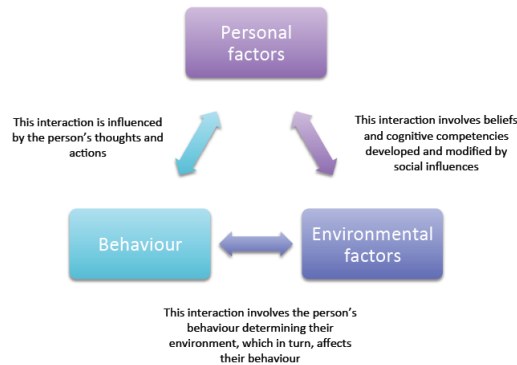 Personal
factors
This interaction is influenced
by the person's thoughts and
actions
This interaction involves beliefs
and cognitive competencies
developed and modified by
social influences
Behaviour
Environmental
factors
This interaction involves the person's
behaviour determining their
environment, which in turn, affects
their behaviour